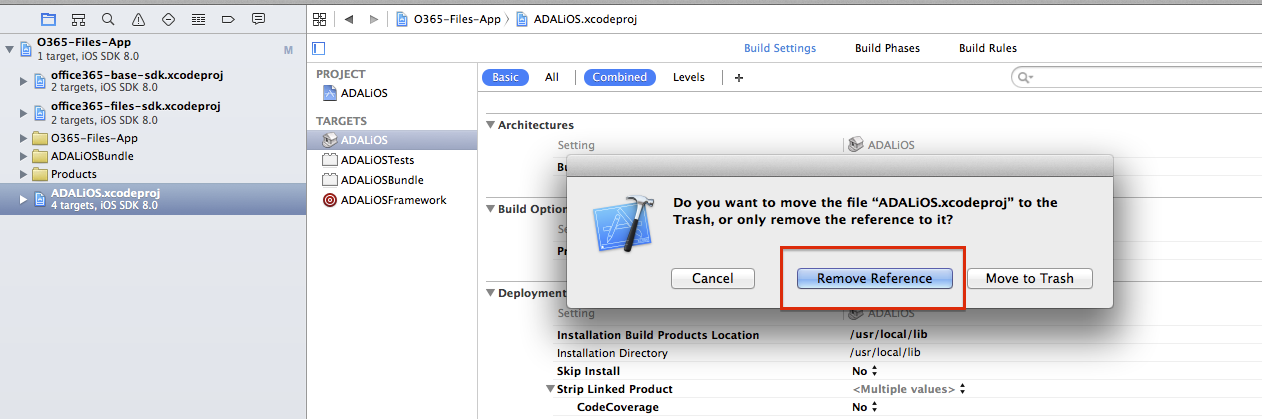 O365-Files-App
1 target, iOS SDK 8.0
M
office365-base-sdk.xcodeproj
2 targets, iOS SDK 8.0
office365-files-sdk.xcodeproj
2 targets, iOS SDK 8.0
O365-Files-App
ADALiOSBundle
Products
ADALiOS.xcodeproj
4 targets, iOS SDK 8.0
O365-Files-App
ADALiOS.xcodeproj
Build Settings Build Phases Build Rules
PROJECT
ADALiOS
TARGETS
ADALiOS
ADALiOSTests
ADALiOSBundle
ADALiOSFramework
Basic All Combined Levels +
Architectures
Setting ADALiOS
Bu
Build Option
Se
Pr
Deployment
Setting ADALiOS
Installation Build Products Location /usr/local/lib
Installation Directory /usr/local/lib
Skip Install No
Strip Linked Product <Multiple values>
CodeCoverage No
Do you want to move the file “ADALiOS.xcodeproj” to the
Trash, or only remove the reference to it?
Cancel Remove Reference Move to Trash